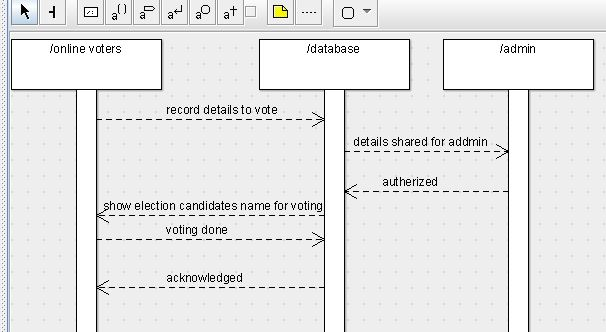 a() a a a a†
/online voters /database /admin
record details to vote
details shared for addmin
autherized
show election candidates name for voting
voting done
acknowledged